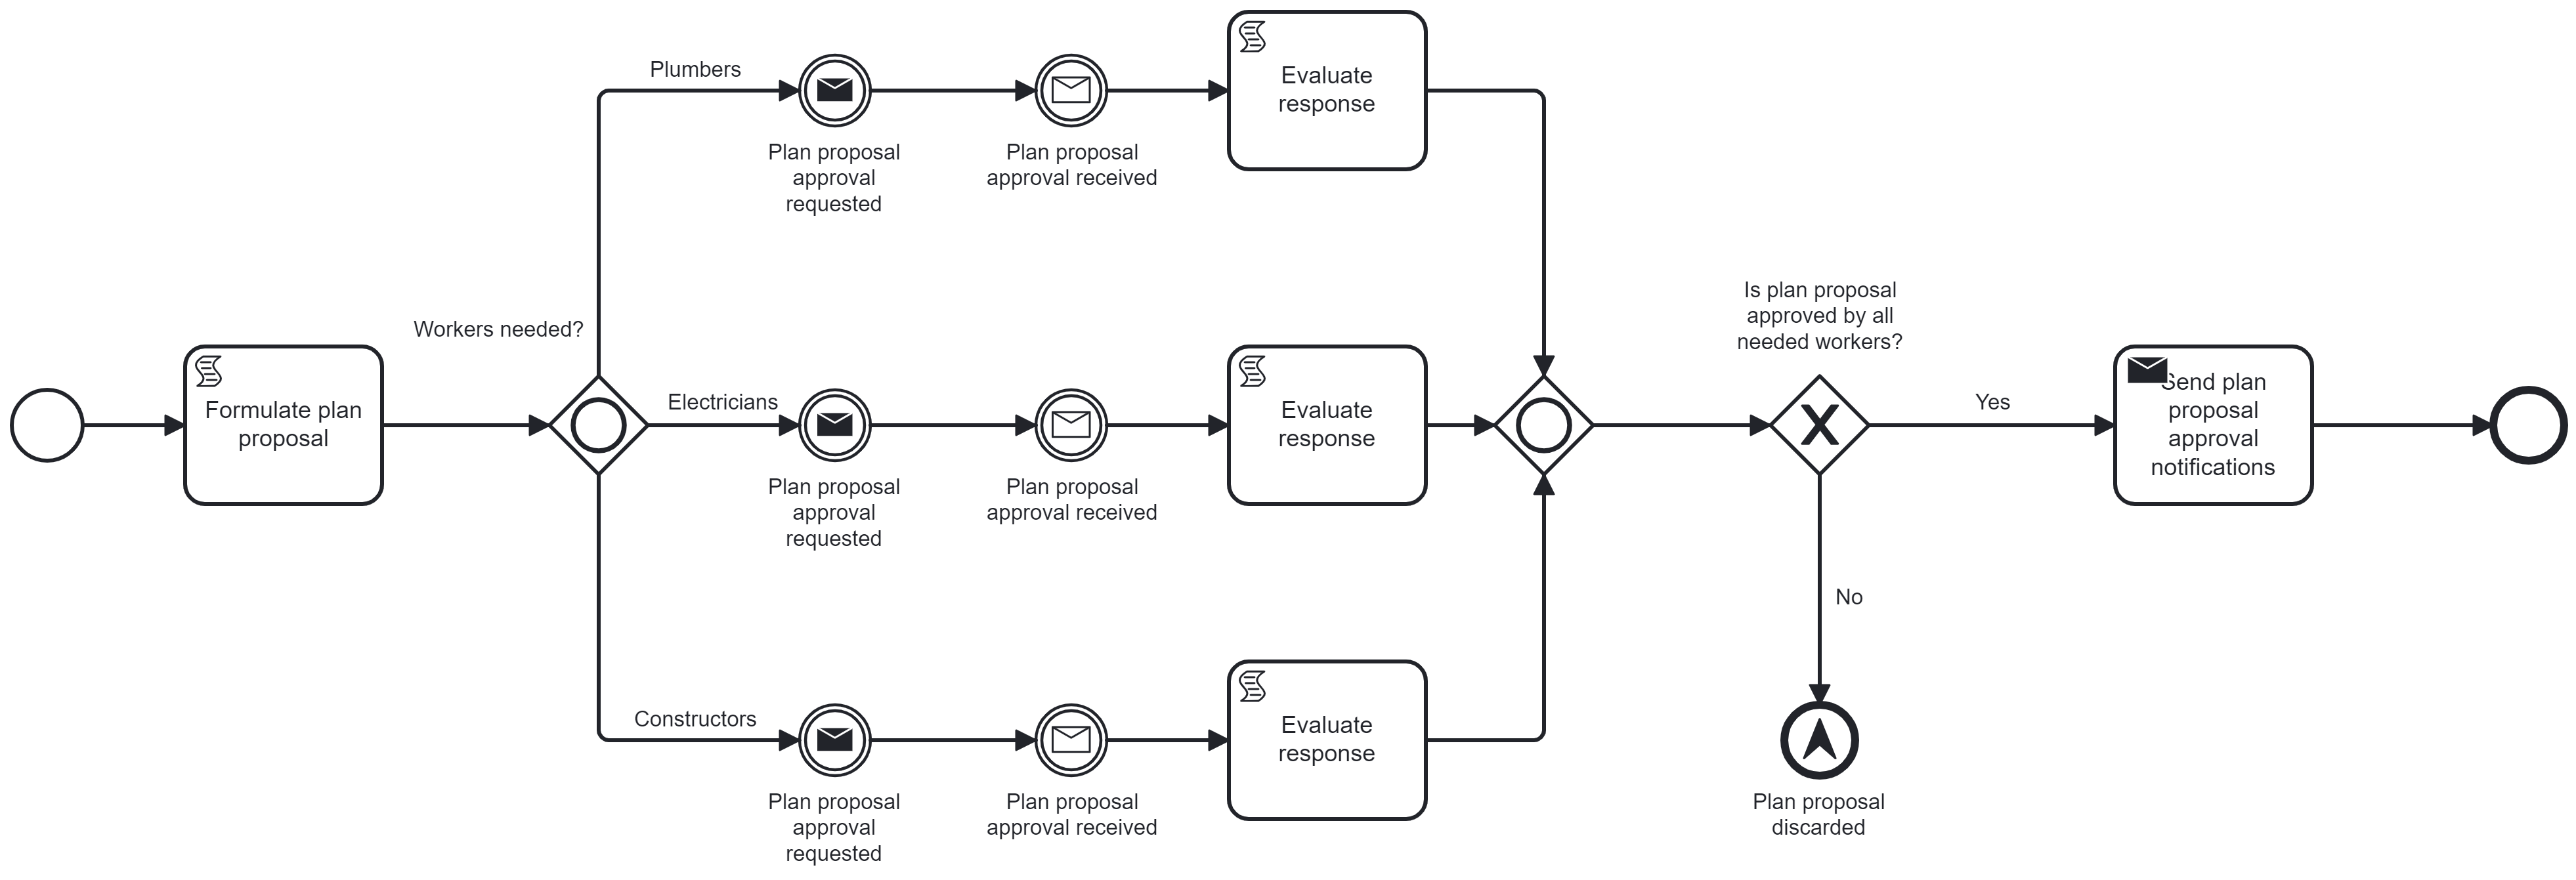 Plumbers
Evaluate
response
Plan proposal
approval
requested
Plan proposal
approval received
Workers needed?
Formulate plan
proposal
Electricians
Evaluate
response
Plan proposal
approval
requested
Plan proposal
approval received
Is plan proposal
approved by all
needed workers?
Yes
Send plan
proposal
approval
notifications
No
Constructors
Evaluate
response
Plan proposal
approval
requested
Plan proposal
approval received
Plan proposal
discarded